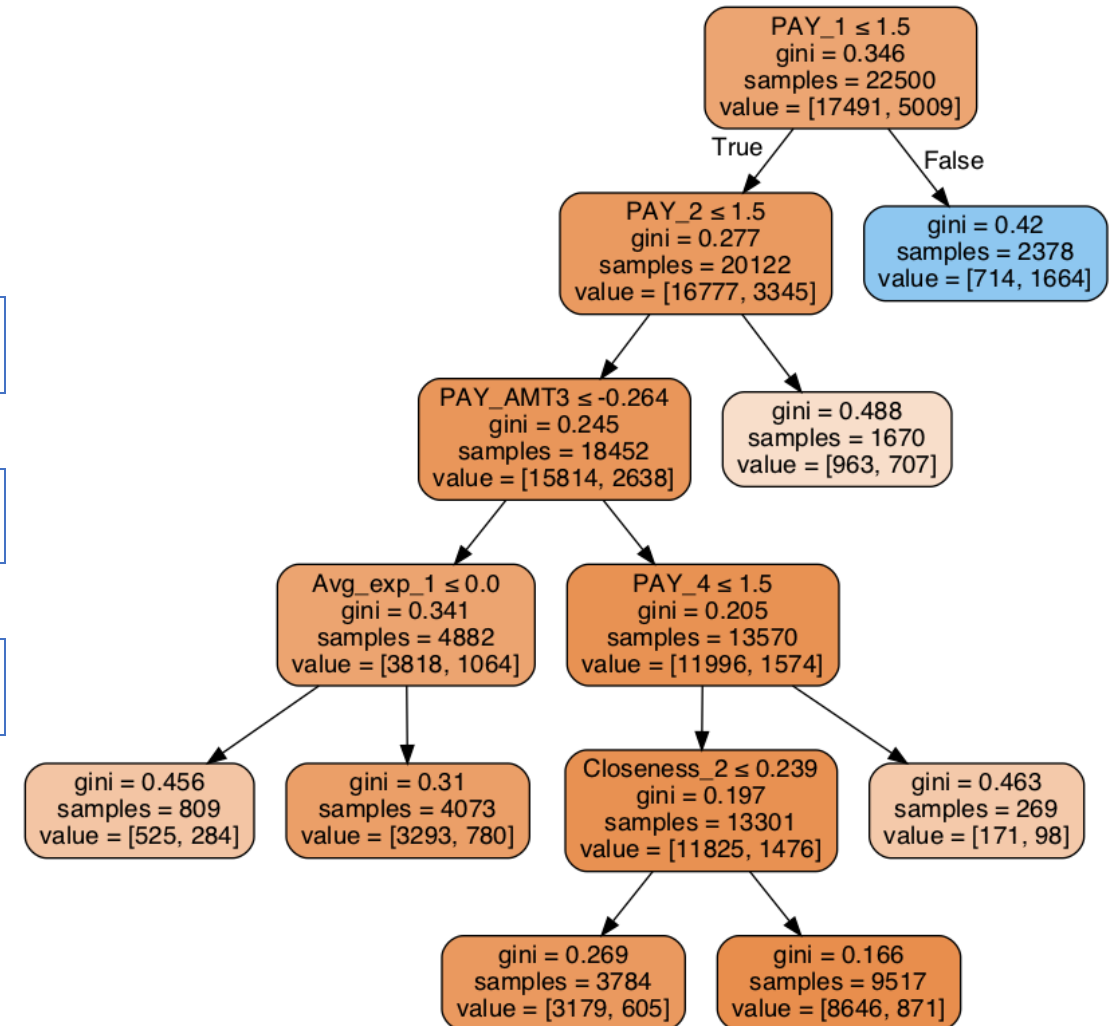 PAY_1 ≤ 1.5
gini = 0.346
samples = 22500
value = [17491, 5009]
True
False
PAY_2 ≤ 1.5
gini = 0.277
samples = 20122
value = [16777, 3345]
gini = 0.42
samples = 2378
value = [714, 1664]
PAY_AMT3 ≤ -0.264
gini = 0.245
samples = 18452
value = [15814, 2638]
gini = 0.488
samples = 1670
value = [963, 707]
Avg_exp_1 ≤ 0.0
gini = 0.341
samples = 4882
value = [3818, 1064]
PAY_4 ≤ 1.5
gini = 0.205
samples = 13570
value = [11996, 1574]
gini = 0.456
samples = 809
value = [525, 284]
gini = 0.31
samples = 4073
value = [3293, 780]
Closeness_2 ≤ 0.239
gini = 0.197
samples = 13301
value = [11825, 1476]
gini = 0.463
samples = 269
value = [171, 98]
gini = 0.269
samples = 3784
value = [3179, 605]
gini = 0.166
samples = 9517
value = [8646, 871]